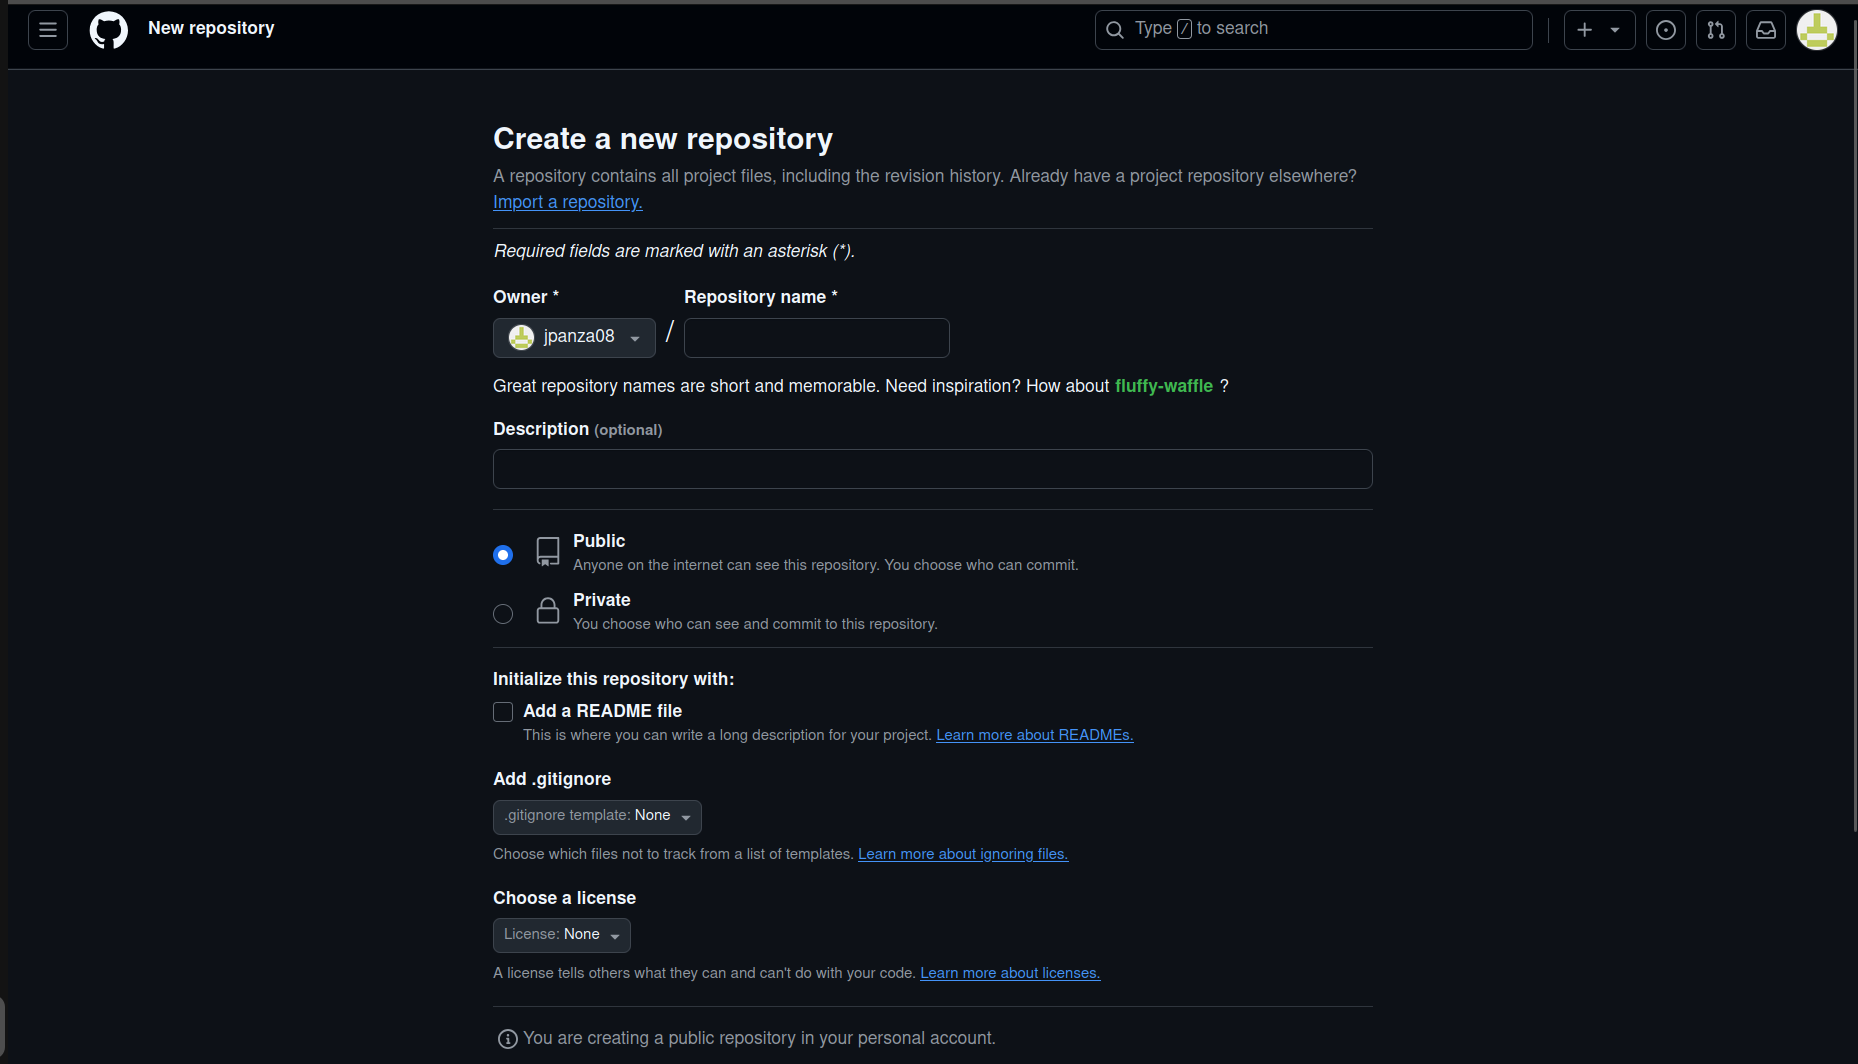 New repository
Type / to search
Create a new repository
A repository contains all project files, including the revision history. Already have a project repository elsewhere?
Import a repository.
Required fields are marked with an asterisk (*).
Owner * Repository name *
jpanza08 /
Great repository names are short and memorable. Need inspiration? How about fluffy-waffle ?
Description (optional)
Public
Anyone on the internet can see this repository. You choose who can commit.
Private
You choose who can see and commit to this repository.
Initialize this repository with:
Add a README file
This is where you can write a long description for your project. Learn more about READMEs.
Add .gitignore
.gitignore template: None
Choose which files not to track from a list of templates. Learn more about ignoring files.
Choose a license
License: None
A license tells others what they can and can't do with your code. Learn more about licenses.
You are creating a public repository in your personal account.